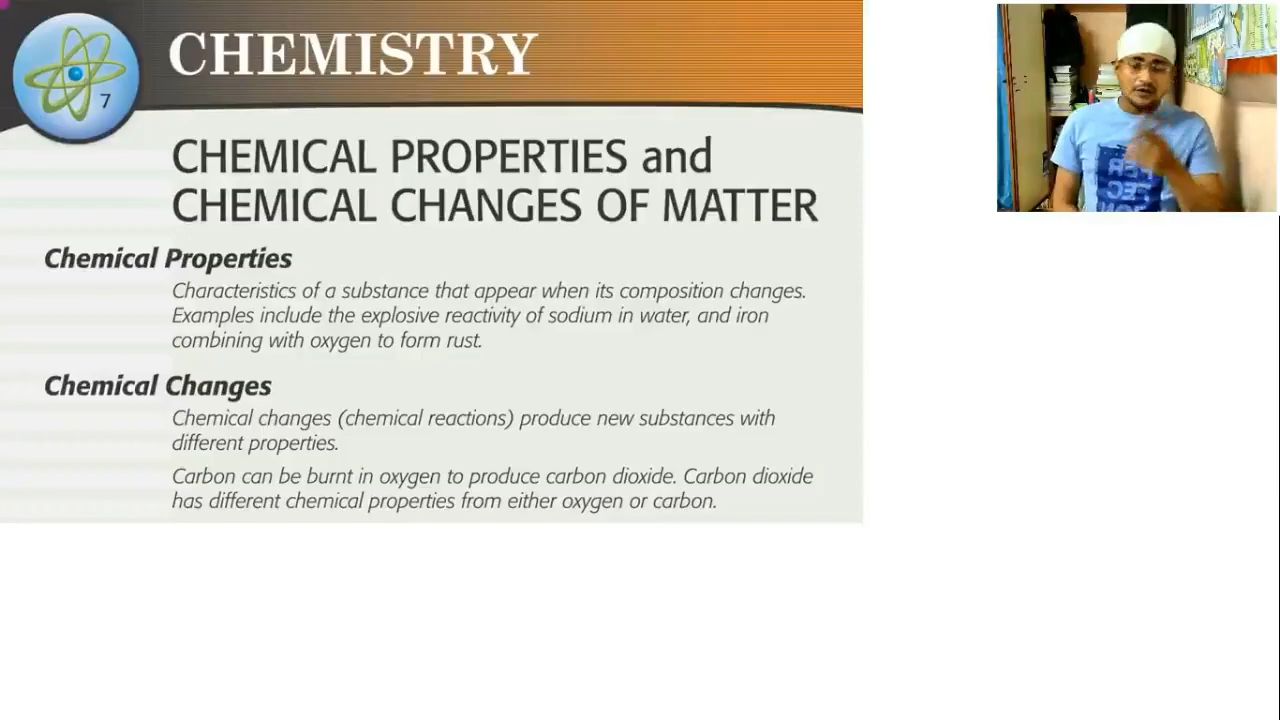 CHEMISTRY
7
CHEMICAL PROPERTIES and
CHEMICAL CHANGES OF MATTER
Chemical Properties
Characteristics of a substance that appear when its composition changes.
Examples include the explosive reactivity of sodium in water, and iron
combining with oxygen to form rust.
Chemical Changes
Chemical changes (chemical reactions) produce new substances with
different properties.
Carbon can be burnt in oxygen to produce carbon dioxide. Carbon dioxide
has different chemical properties from either oxygen or carbon.